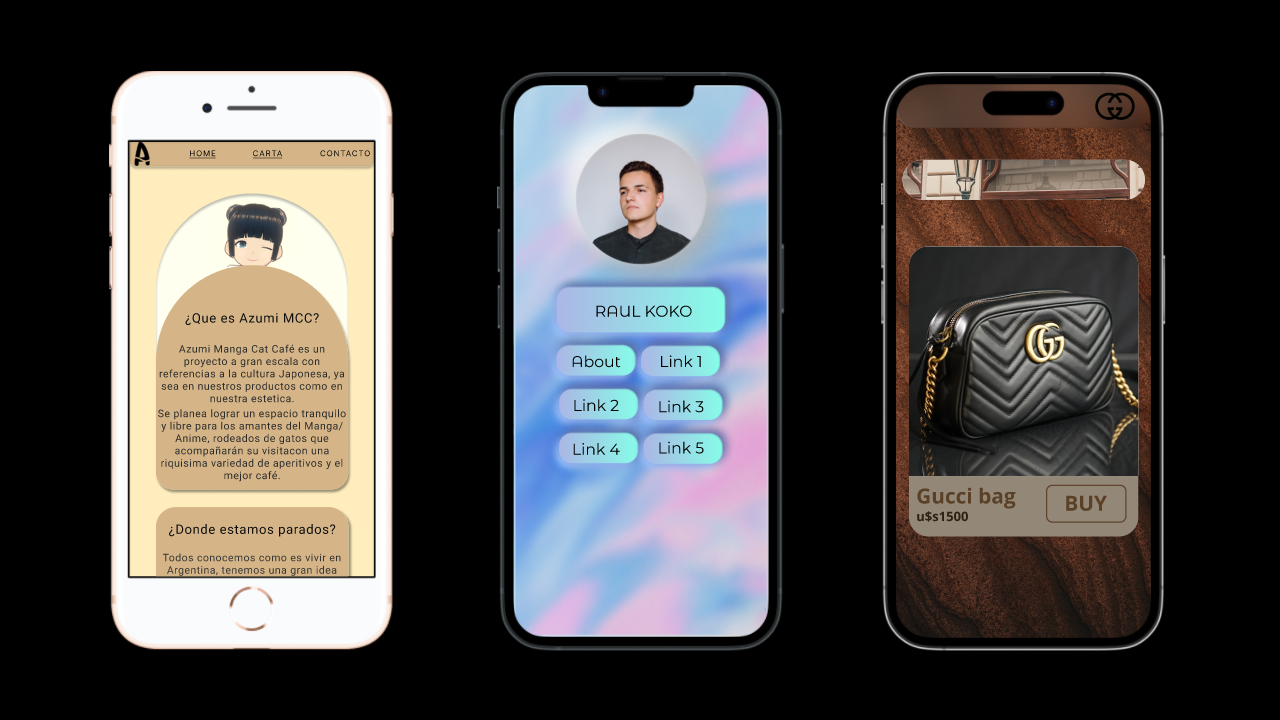 A
HOME CARTA CONTACTO
¿Que es Azumi MCC?
Azumi Manga Cat Café es un
proyecto a gran escala con
referencias a la cultura Japonesa, ya
sea en nuestros productos como en
nuestra estetica.
Se planea lograr un espacio tranquilo
y libre para los amantes del Manga/
Anime, rodeados de gatos que
acompañarán su visitacon una
riquisima variedad de aperitivos y el
mejor café.
¿Donde estamos parados?
Todos conocemos como es vivir en
Argentina, tenemos una gran idea
RAUL KOKO
About Link 1
Link 2 Link 3
Link 4 Link 5
GG
GG
Gucci bag
u$s1500
BUY